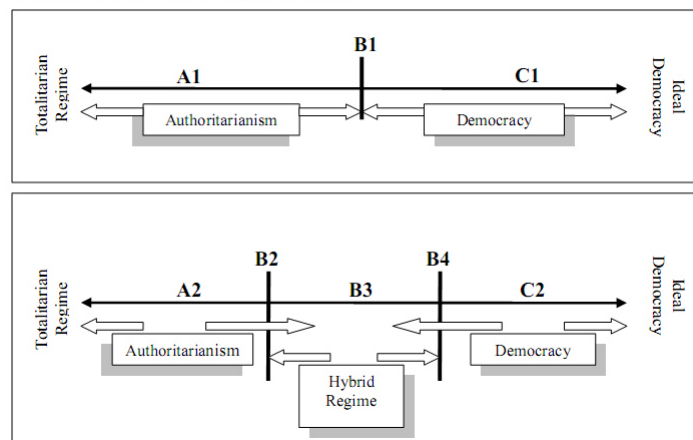 B1
A1
C1
Totalitarian
Regime
Authoritarianism
Democracy
Ideal
Democracy
B2
B4
A2
B3
C2
Totalitarian
Regime
Authoritarianism
Democracy
Hybrid
Regime
Ideal
Democracy